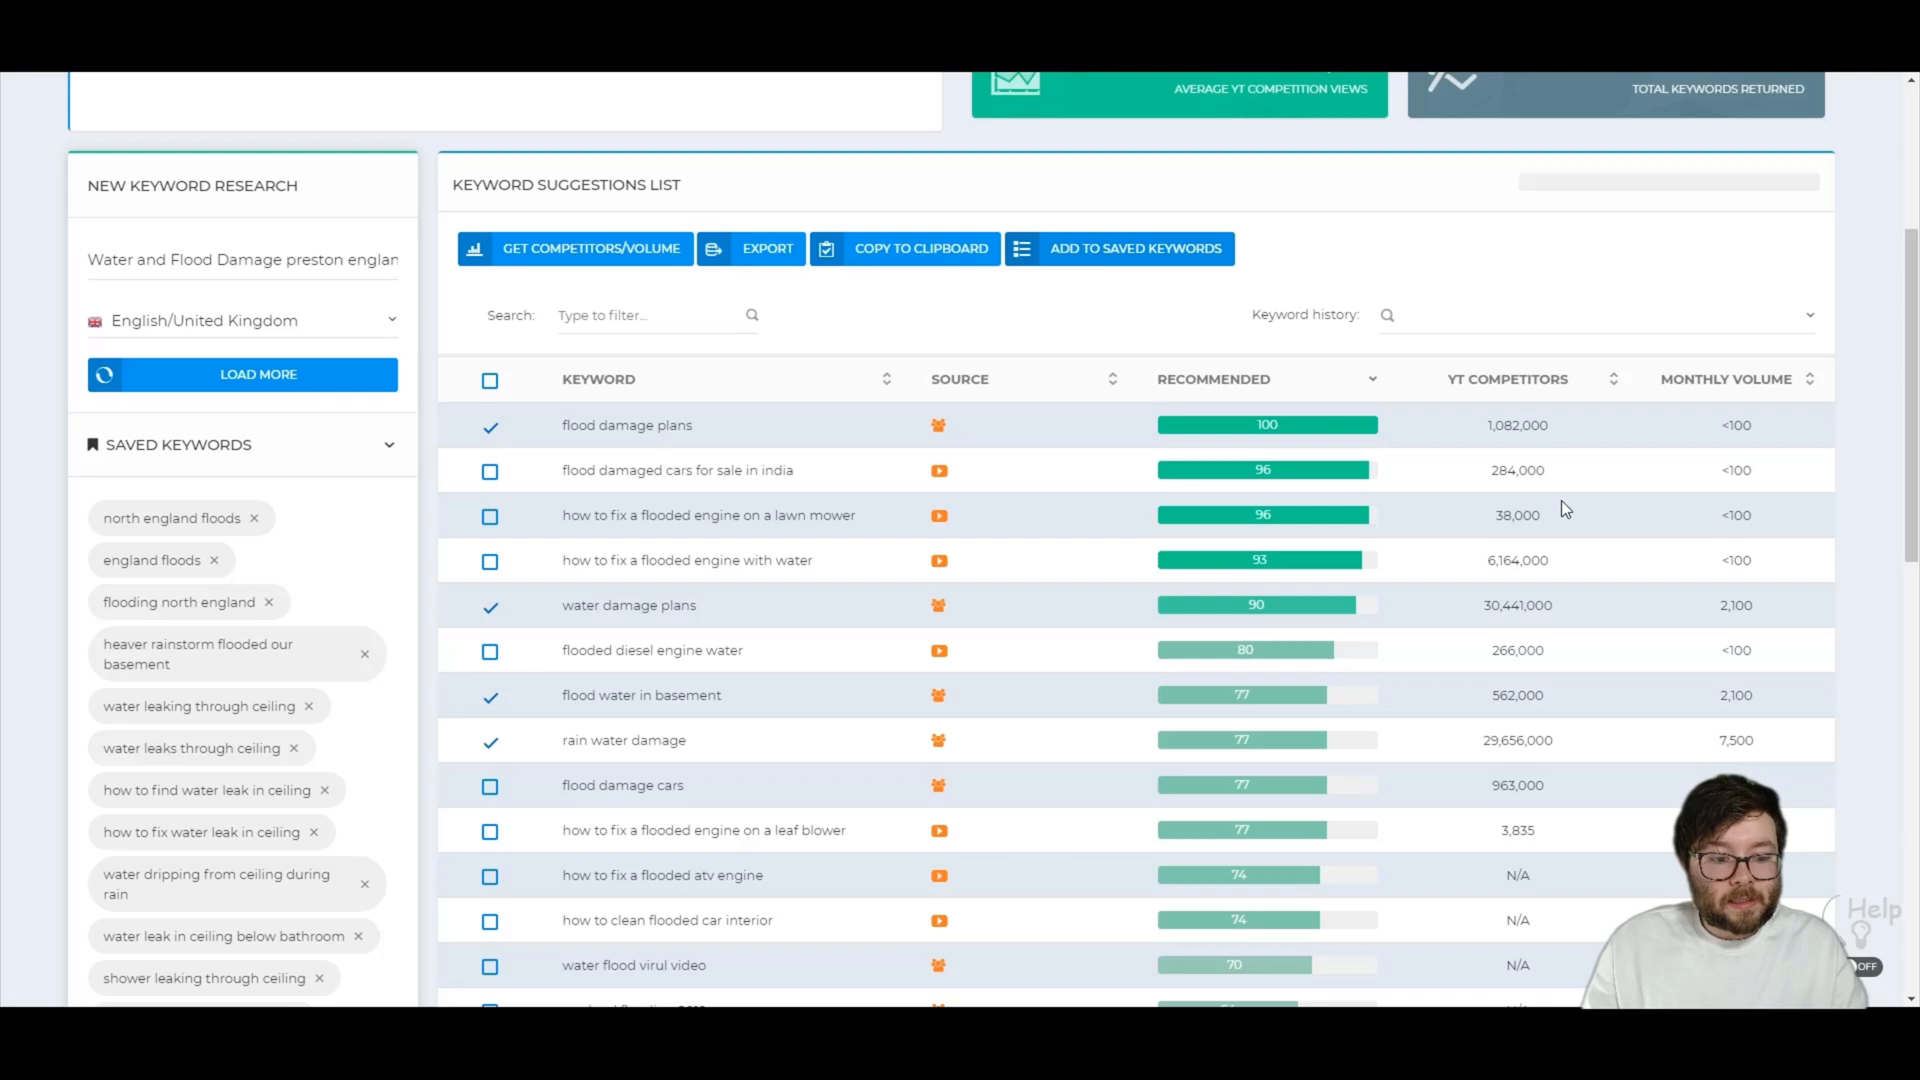 AVERAGE YT COMPETITION VIEWS
TOTAL KEYWORDS RETURNED
NEW KEYWORD RESEARCH
Water and Flood Damage preston englan
English/United Kingdom
LOAD MORE
SAVED KEYWORDS
north england floods ×
england floods ×
flooding north england ×
heaver rainstorm flooded our
basement ×
water leaking through ceiling ×
water leaks through ceiling ×
how to find water leak in ceiling ×
how to fix water leak in ceiling ×
water dripping from ceiling during
rain ×
water leak in ceiling below bathroom ×
shower leaking through ceiling ×
KEYWORD SUGGESTIONS LIST
GET COMPETITORS/VOLUME EXPORT COPY TO CLIPBOARD ADD TO SAVED KEYWORDS
Search: Type to filter... Keyword history:
KEYWORD SOURCE RECOMMENDED YT COMPETITORS MONTHLY VOLUME
flood damage plans 100 1,082,000 <100
flood damaged cars for sale in india 96 284,000 <100
how to fix a flooded engine on a lawn mower 96 38,000 <100
how to fix a flooded engine with water 93 6,164,000 <100
water damage plans 90 30,441,000 2,100
flooded diesel engine water 80 266,000 <100
flood water in basement 77 562,000 2,100
rain water damage 77 29,656,000 7,500
flood damage cars 77 963,000
how to fix a flooded engine on a leaf blower 77 3,835
how to fix a flooded atv engine 74 N/A
how to clean flooded car interior 74 N/A
water flood virul video 70 N/A
Help
OFF